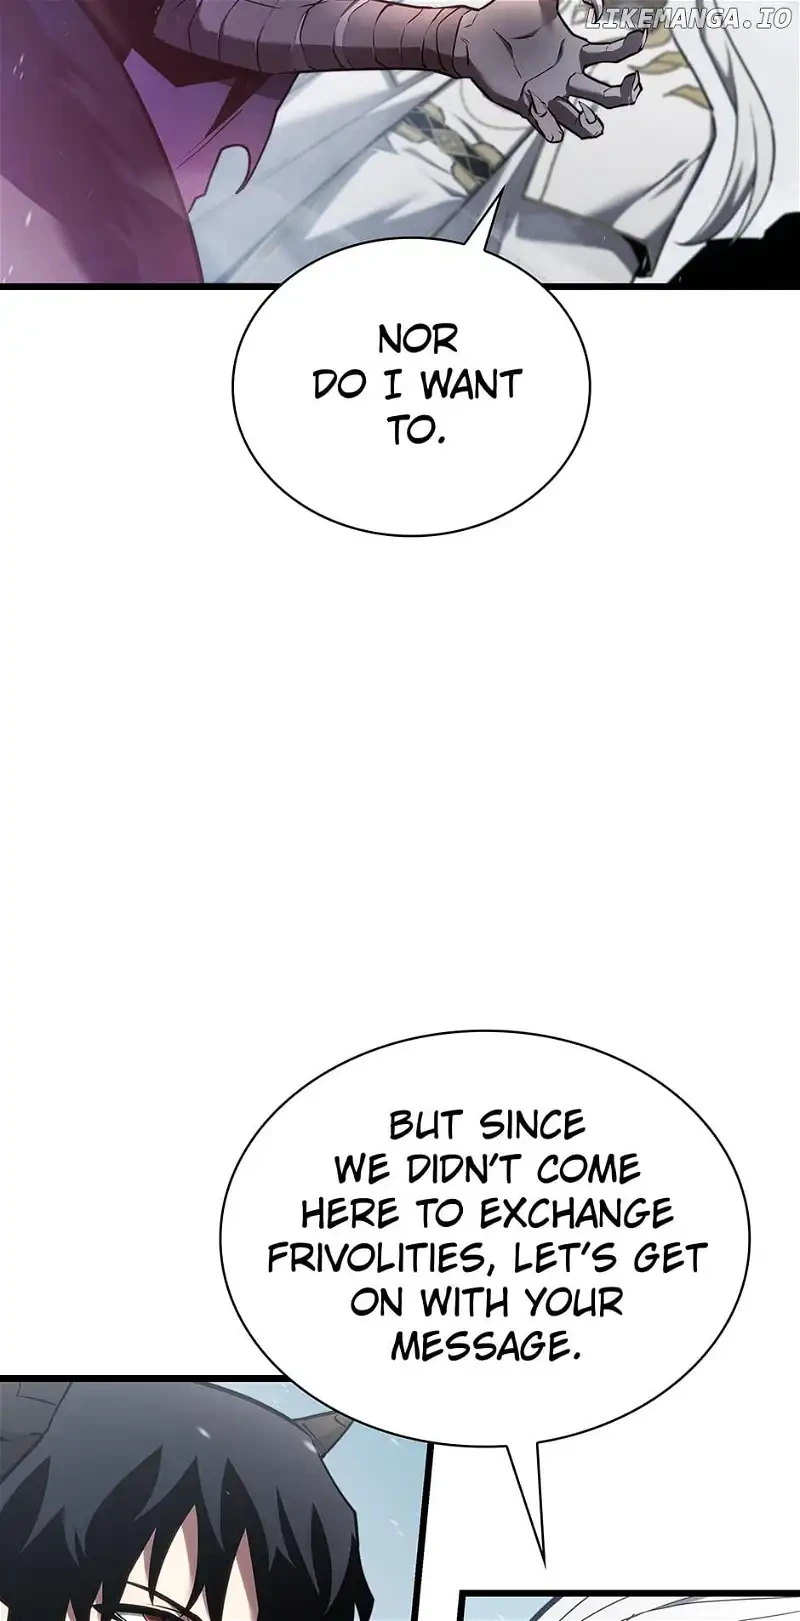 LIKEMANGA.IO
NOR
DO I WANT
TO.
BUT SINCE
WE DIDN'T COME
HERE TO EXCHANGE
FRIVOLITIES, LET'S GET
ON WITH YOUR
MESSAGE.